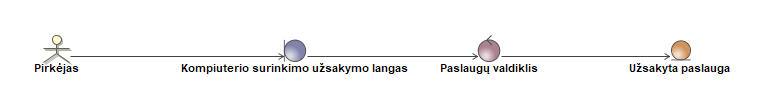 Pirkėjas
Kompiuterio surinkimo užsakymo langas
Paslaugų valdiklis
Užsakyta paslauga